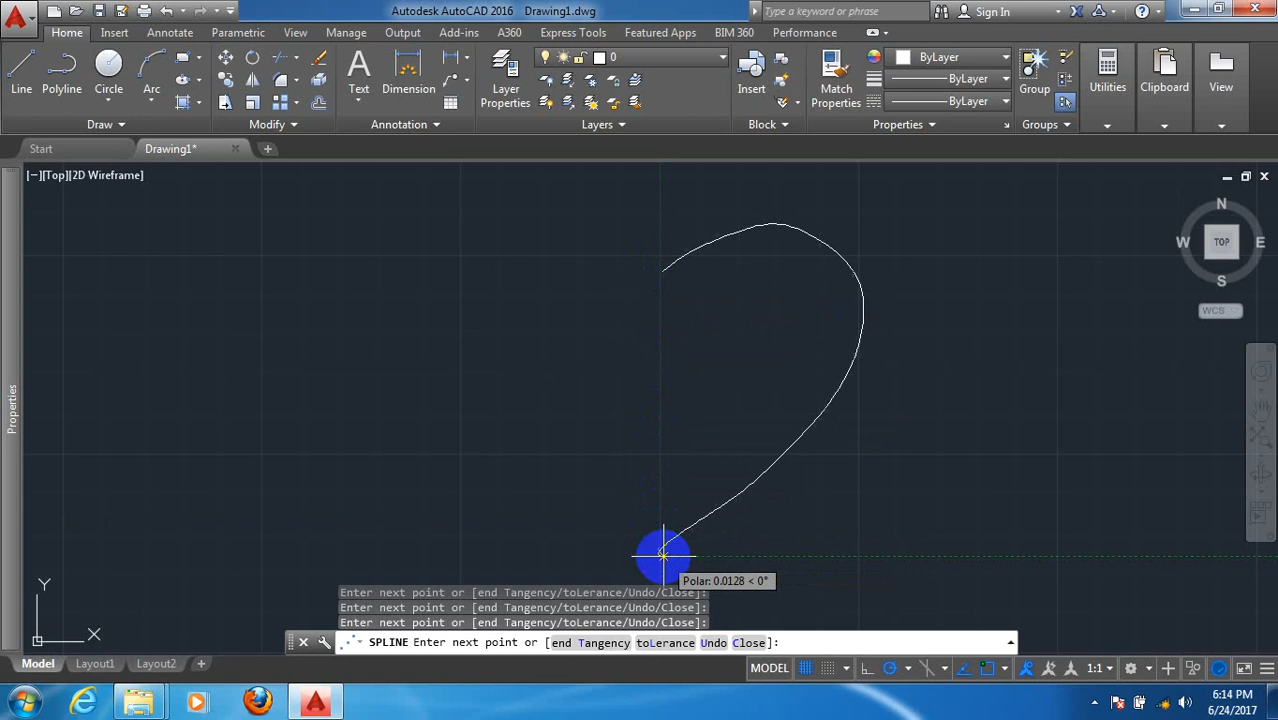 Autodesk AutoCAD 2016 Drawing1.dwg
Type a keyword or phrase
Sign In
Home Insert Annotate Parametric View Manage Output Add-ins A360 Express Tools Featured Apps BIM 360 Performance
0
ByLayer
ByLayer
ByLayer
Line Polyline Circle Arc Text Dimension Layer Properties Insert Match Properties Group Utilities Clipboard View
Draw Modify Annotation Layers Block Properties Groups
Start Drawing1*
[−][Top][2D Wireframe]
N
W TOP E
S
WCS
Properties
Polar: 0.0128 < 0°
Y
X
Enter next point or [end Tangency/toLerance/Undo/Close]:
Enter next point or [end Tangency/toLerance/Undo/Close]:
Enter next point or [end Tangency/toLerance/Undo/Close]:
SPLINE Enter next point or [end Tangency toLerance Undo Close]:
Model Layout1 Layout2
MODEL 1:1
6:14 PM
6/24/2017